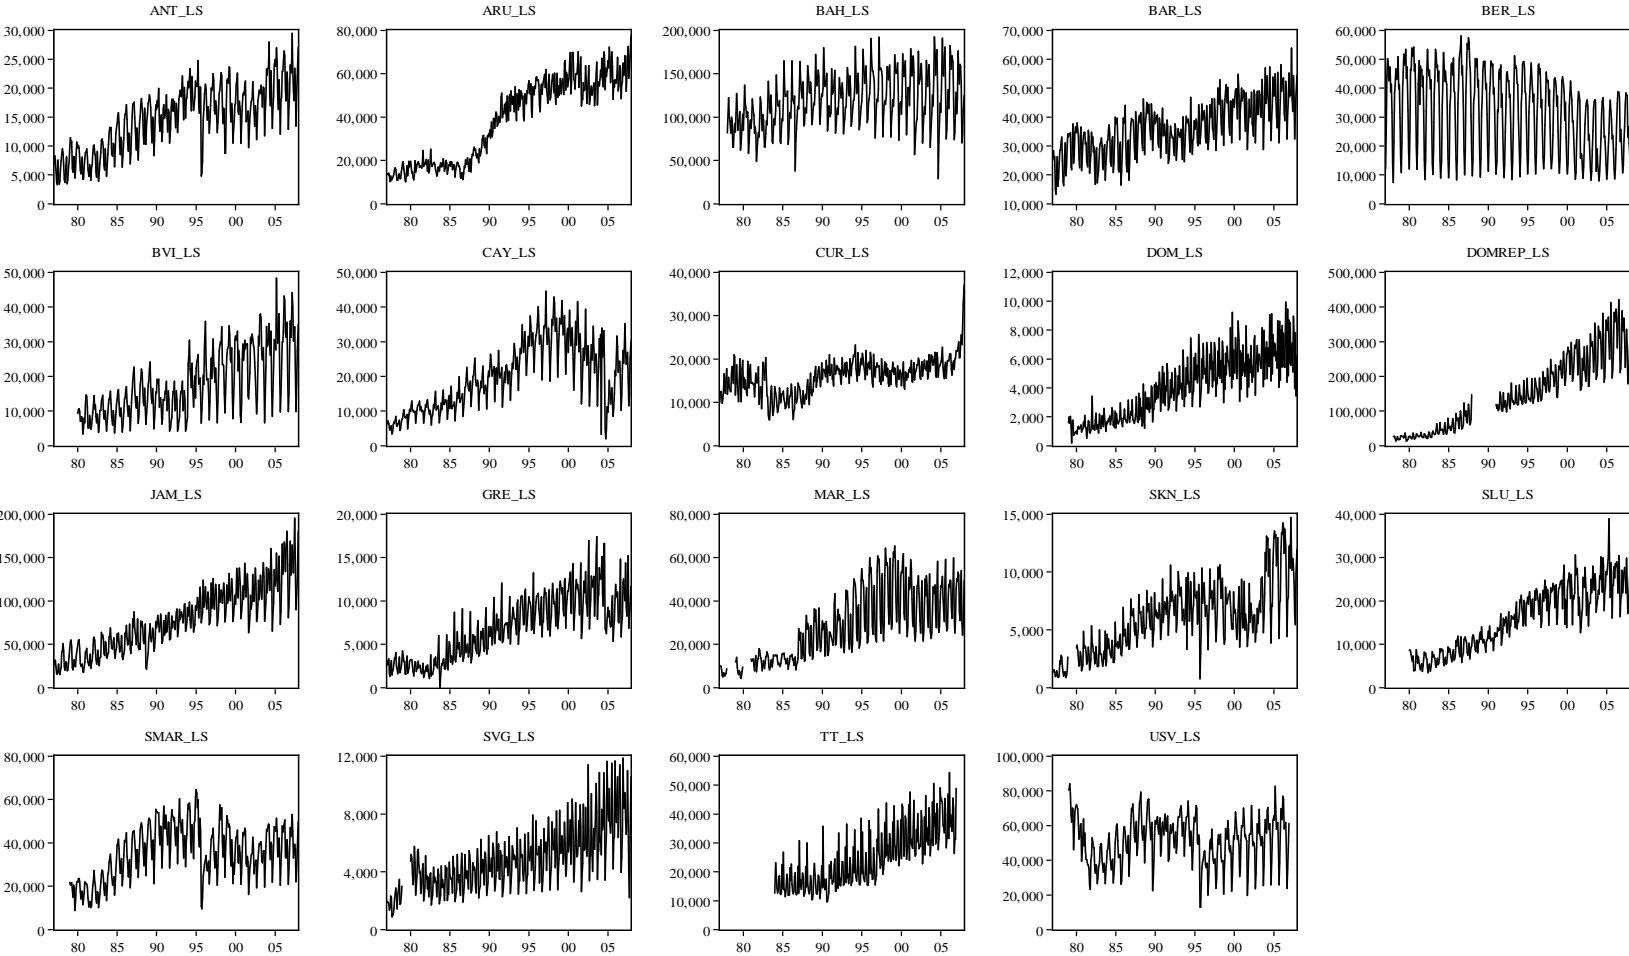 ANT_LS
30,000
25,000
20,000
15,000
10,000
5,000
0
80 85 90 95 00 05
ARU_LS
80,000
60,000
40,000
20,000
0
80 85 90 95 00 05
BAH_LS
200,000
150,000
100,000
50,000
0
80 85 90 95 00 05
BAR_LS
70,000
60,000
50,000
40,000
30,000
20,000
10,000
80 85 90 95 00 05
BER_LS
60,000
50,000
40,000
30,000
20,000
10,000
0
80 85 90 95 00 05
BVI_LS
50,000
40,000
30,000
20,000
10,000
0
80 85 90 95 00 05
CAY_LS
50,000
40,000
30,000
20,000
10,000
0
80 85 90 95 00 05
CUR_LS
40,000
30,000
20,000
10,000
0
80 85 90 95 00 05
DOM_LS
12,000
10,000
8,000
6,000
4,000
2,000
0
80 85 90 95 00 05
DOMREP_LS
500,000
400,000
300,000
200,000
100,000
0
80 85 90 95 00 05
JAM_LS
200,000
150,000
100,000
50,000
0
80 85 90 95 00 05
GRE_LS
20,000
15,000
10,000
5,000
0
80 85 90 95 00 05
MAR_LS
80,000
60,000
40,000
20,000
0
80 85 90 95 00 05
SKN_LS
15,000
10,000
5,000
0
80 85 90 95 00 05
SLU_LS
40,000
30,000
20,000
10,000
0
80 85 90 95 00 05
SMAR_LS
80,000
60,000
40,000
20,000
0
80 85 90 95 00 05
SVG_LS
12,000
8,000
4,000
0
80 85 90 95 00 05
TT_LS
60,000
50,000
40,000
30,000
20,000
10,000
0
80 85 90 95 00 05
USV_LS
100,000
80,000
60,000
40,000
20,000
0
80 85 90 95 00 05